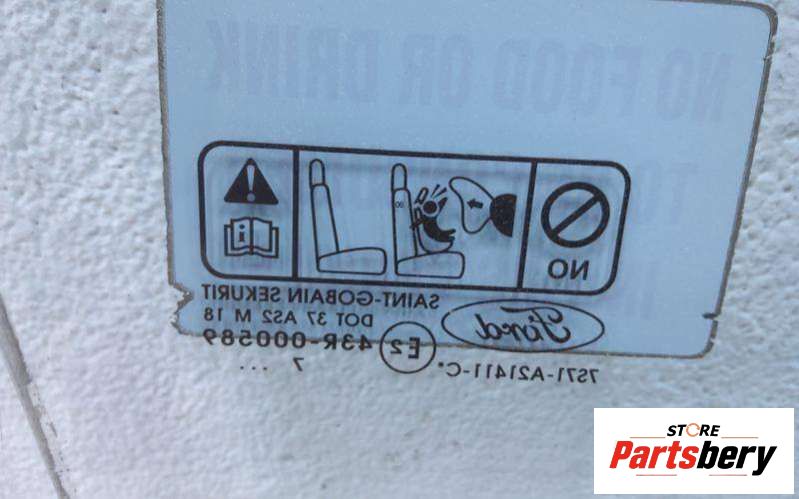 NO FOOD OR DRINK
TO
NO
SAINT-GOBAIN SEKURIT
DOT 37 AS2 M 18
E2 43R-000589
7 ...
Ford
7S71-A21411-C*
STORE
Partsbery